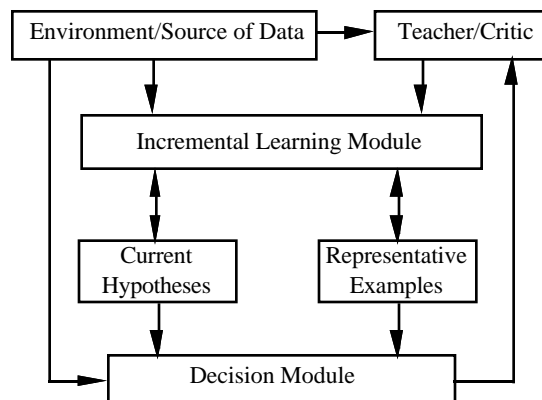 Environment/Source of Data
Teacher/Critic
Incremental Learning Module
Current
Hypotheses
Representative
Examples
Decision Module